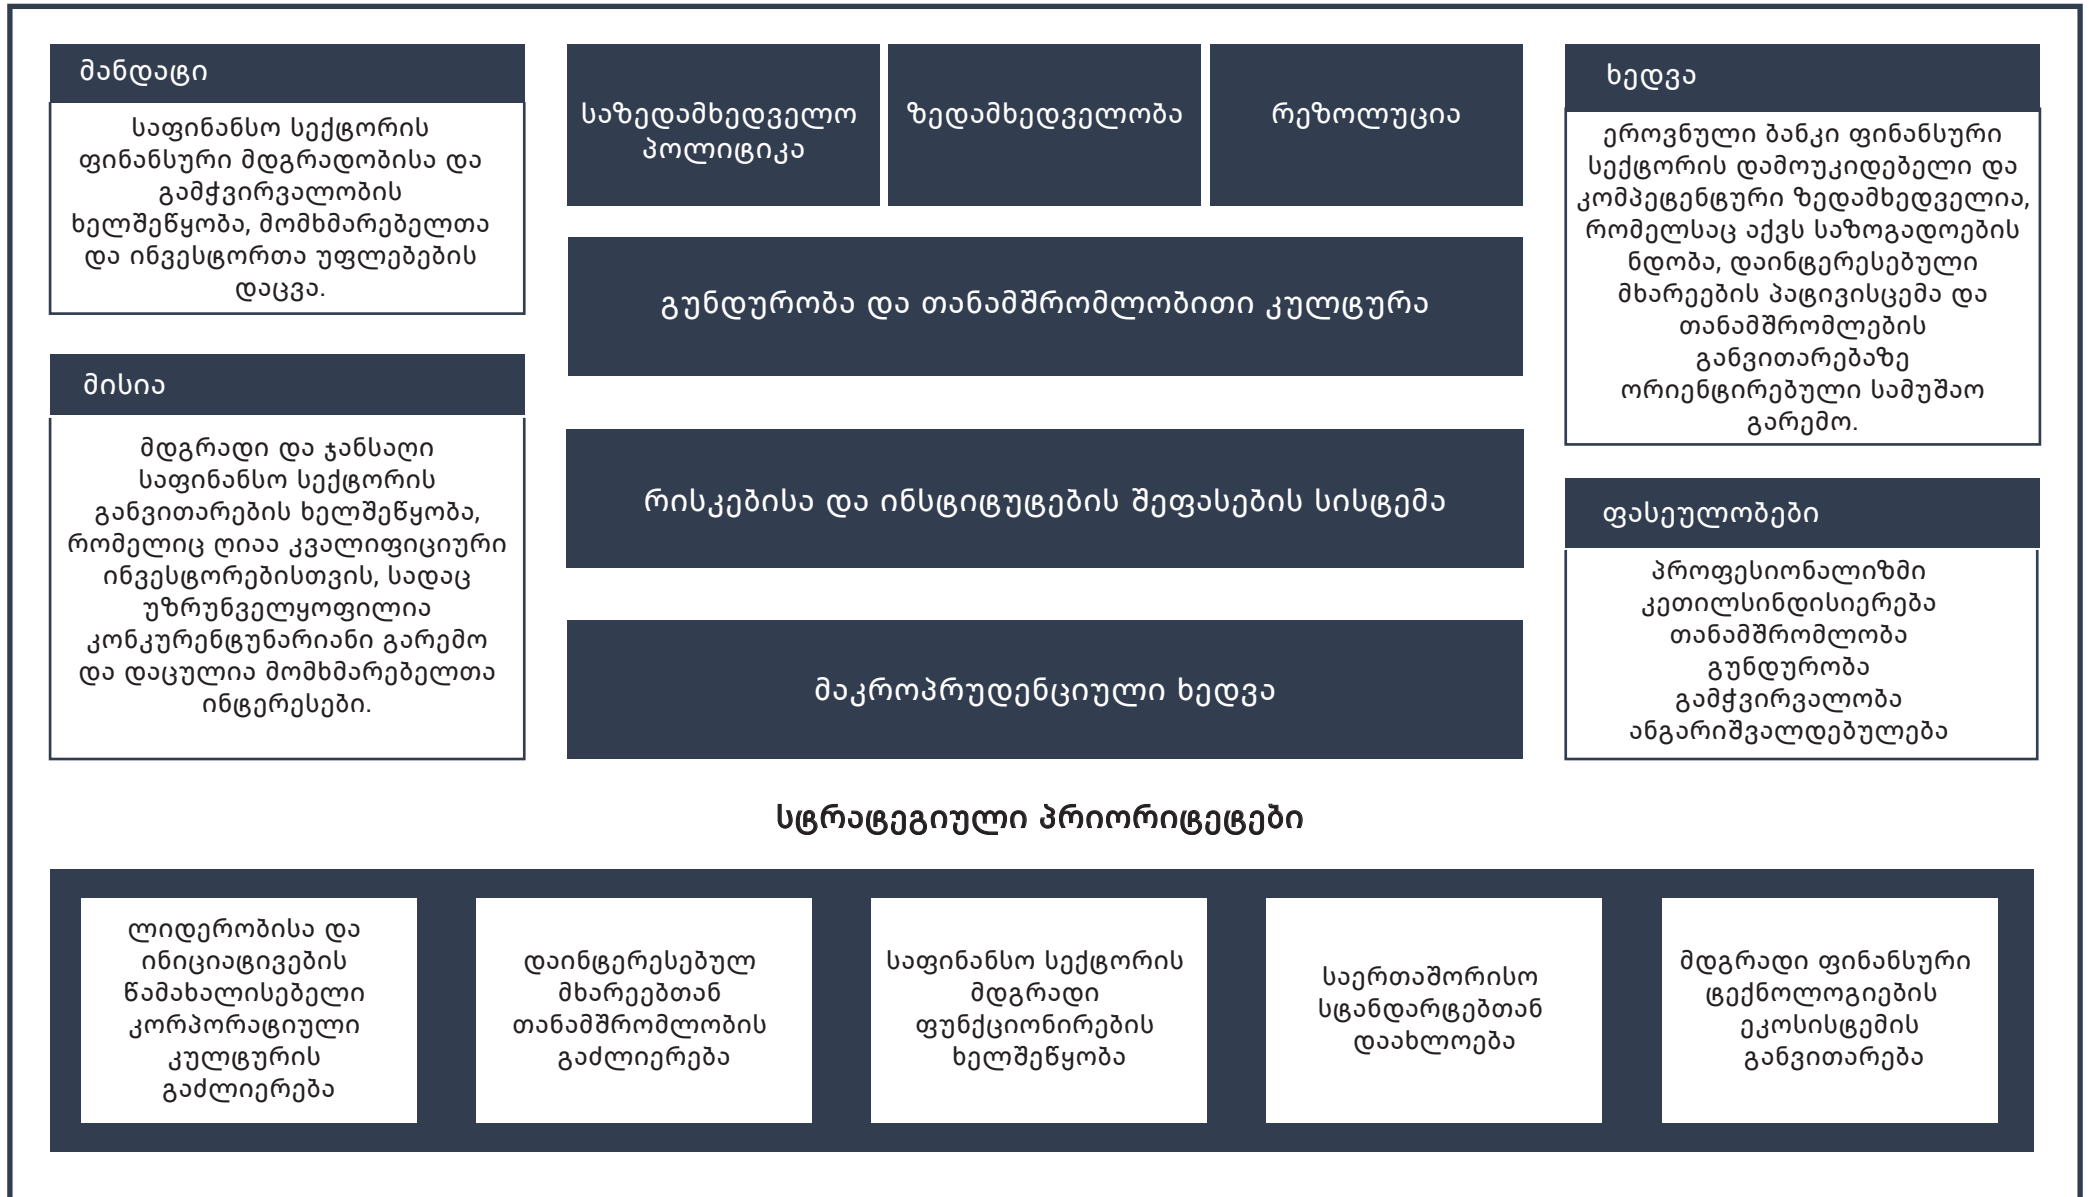 მანდატი
საფინანსო სექტორის
ფინანსური მდგრადობისა და
გამჭვირვალობის
ხელშეწყობა, მომხმარებელთა
და ინვესტორთა უფლებების
დაცვა.
მისია
მდგრადი და ჯანსაღი
საფინანსო სექტორის
განვითარების ხელშეწყობა,
რომელიც ღიაა კვალიფიციური
ინვესტორებისთვის, სადაც
უზრუნველყოფილია
კონკურენტუნარიანი გარემო
და დაცულია მომხმარებელთა
ინტერესები.
საზედამხედველო
პოლიტიკა
ზედამხედველობა
რეზოლუცია
გუნდურობა და თანამშრომლობითი კულტურა
რისკებისა და ინსტიტუტების შეფასების სისტემა
მაკროპრუდენციული ხედვა
ხედვა
ეროვნული ბანკი ფინანსური
სექტორის დამოუკიდებელი და
კომპეტენტური ზედამხედველია,
რომელსაც აქვს საზოგადოების
ნდობა, დაინტერესებული
მხარეების პატივისცემა და
თანამშრომლების
განვითარებაზე
ორიენტირებული სამუშაო
გარემო.
ფასეულობები
პროფესიონალიზმი
კეთილსინდისიერება
თანამშრომლობა
გუნდურობა
გამჭვირვალობა
ანგარიშვალდებულება
სტრატეგიული პრიორიტეტები
ლიდერობისა და
ინიციატივების
წამახალისებელი
კორპორატიული
კულტურის
გაძლიერება
დაინტერესებულ
მხარეებთან
თანამშრომლობის
გაძლიერება
საფინანსო სექტორის
მდგრადი
ფუნქციონირების
ხელშეწყობა
საერთაშორისო
სტანდარტებთან
დაახლოება
მდგრადი ფინანსური
ტექნოლოგიების
ეკოსისტემის
განვითარება